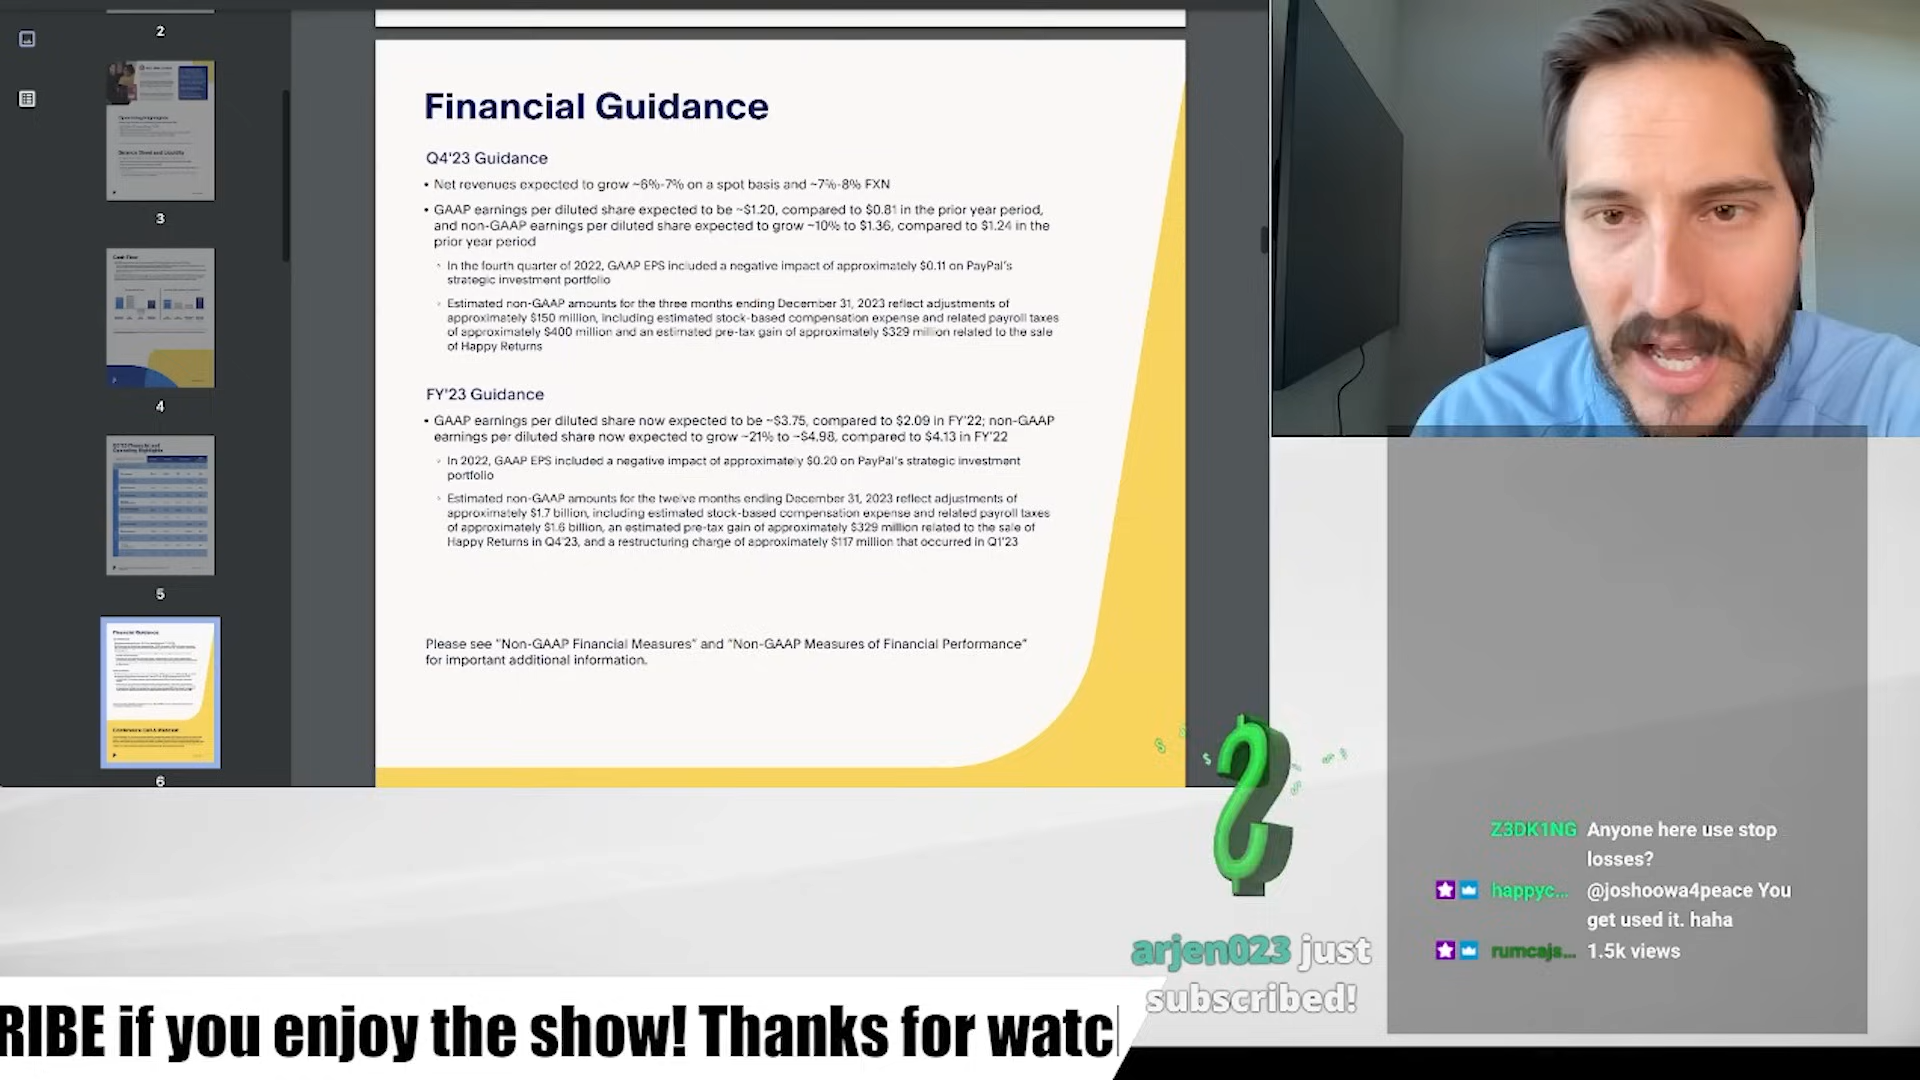 2
3
4
5
6
Financial Guidance
Q4'23 Guidance
• Net revenues expected to grow ~6%-7% on a spot basis and ~7%-8% FXN
• GAAP earnings per diluted share expected to be ~$1.20, compared to $0.81 in the prior year period,
and non-GAAP earnings per diluted share expected to grow ~10% to $1.36, compared to $1.24 in the
prior year period
◦ In the fourth quarter of 2022, GAAP EPS included a negative impact of approximately $0.11 on PayPal's
strategic investment portfolio
◦ Estimated non-GAAP amounts for the three months ending December 31, 2023 reflect adjustments of
approximately $150 million, including estimated stock-based compensation expense and related payroll taxes
of approximately $400 million and an estimated pre-tax gain of approximately $329 million related to the sale
of Happy Returns
FY'23 Guidance
• GAAP earnings per diluted share now expected to be ~$3.75, compared to $2.09 in FY'22; non-GAAP
earnings per diluted share now expected to grow ~21% to ~$4.98, compared to $4.13 in FY'22
◦ In 2022, GAAP EPS included a negative impact of approximately $0.20 on PayPal's strategic investment
portfolio
◦ Estimated non-GAAP amounts for the twelve months ending December 31, 2023 reflect adjustments of
approximately $1.7 billion, including estimated stock-based compensation expense and related payroll taxes
of approximately $1.6 billion, an estimated pre-tax gain of approximately $329 million related to the sale of
Happy Returns in Q4'23, and a restructuring charge of approximately $117 million that occurred in Q1'23
Please see "Non-GAAP Financial Measures" and "Non-GAAP Measures of Financial Performance"
for important additional information.
Z3DK1NG Anyone here use stop
losses?
happyc... @joshoowa4peace You
get used it. haha
rumcajs... 1.5k views
arjen023 just
subscribed!
RIBE if you enjoy the show! Thanks for watc